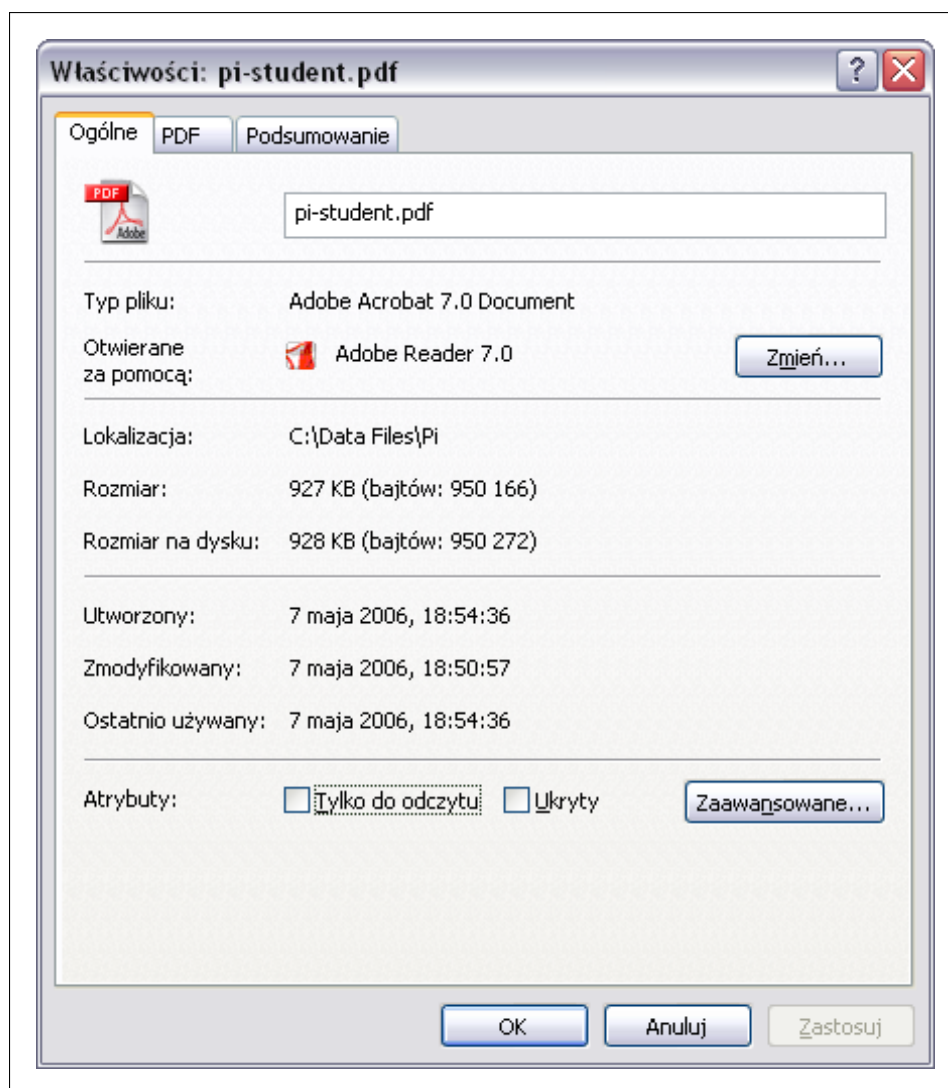 Właściwości: pi-student.pdf
Ogólne PDF Podsumowanie
PDF
Adobe
pi-student.pdf
Typ pliku: Adobe Acrobat 7.0 Document
Otwierane
za pomocą: Adobe Reader 7.0 Zmień...
Lokalizacja: C:\Data Files\Pi
Rozmiar: 927 KB (bajtów: 950 166)
Rozmiar na dysku: 928 KB (bajtów: 950 272)
Utworzony: 7 maja 2006, 18:54:36
Zmodyfikowany: 7 maja 2006, 18:50:57
Ostatnio używany: 7 maja 2006, 18:54:36
Atrybuty: Tylko do odczytu Ukryty Zaawansowane...
OK Anuluj Zastosuj